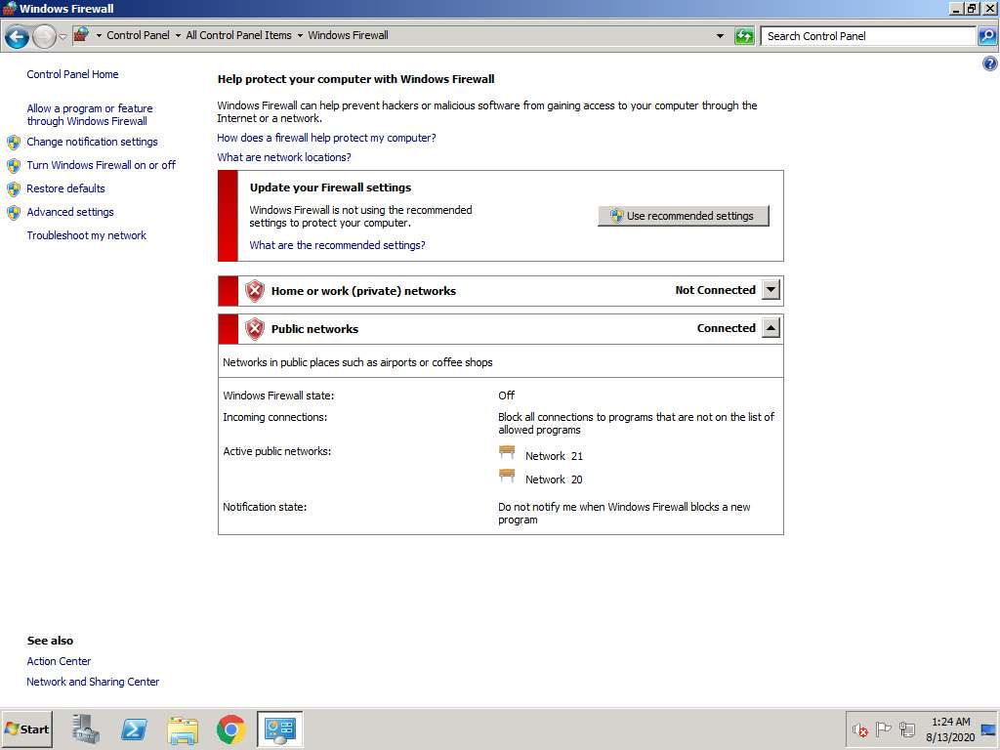 Windows Firewall
Control Panel
All Control Panel Items
Windows Firewall
Search Control Panel
Control Panel Home
Allow a program or feature
through Windows Firewall
Change notification settings
Turn Windows Firewall on or off
Restore defaults
Advanced settings
Troubleshoot my network
Help protect your computer with Windows Firewall
Windows Firewall can help prevent hackers or malicious software from gaining access to your computer through the
Internet or a network.
How does a firewall help protect my computer?
What are network locations?
Update your Firewall settings
Windows Firewall is not using the recommended
settings to protect your computer.
Use recommended settings
What are the recommended settings?
Home or work (private) networks
Not Connected
Public networks
Connected
Networks in public places such as airports or coffee shops
Windows Firewall state:
Off
Incoming connections:
Block all connections to programs that are not on the list of
allowed programs
Active public networks:
Network 21
Network 20
Notification state:
Do not notify me when Windows Firewall blocks a new
program
See also
Action Center
Network and Sharing Center
Start
1:24 AM
8/13/2020